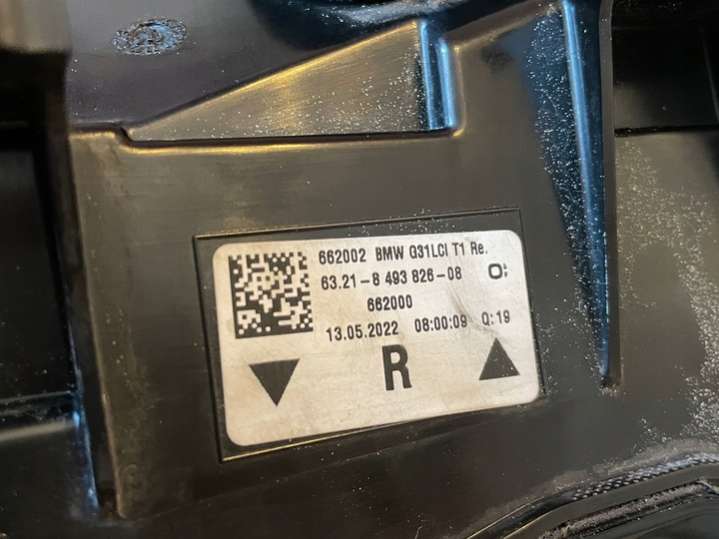 662002 BMW G31LCI T1 Re.
63.21-8 493 826-08 O:
662000
13.05.2022 08:00:09 Q:19
R